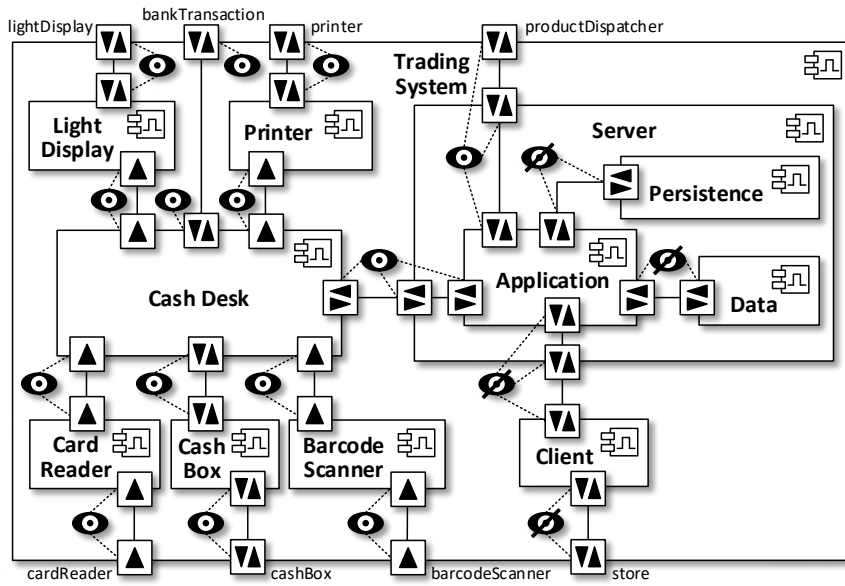 lightDisplay
bankTransaction
printer
productDispatcher
Trading
System
Light
Display
Printer
Server
Persistence
Application
Data
Cash Desk
Card
Reader
Cash
Box
Barcode
Scanner
Client
cardReader
cashBox
barcodeScanner
store